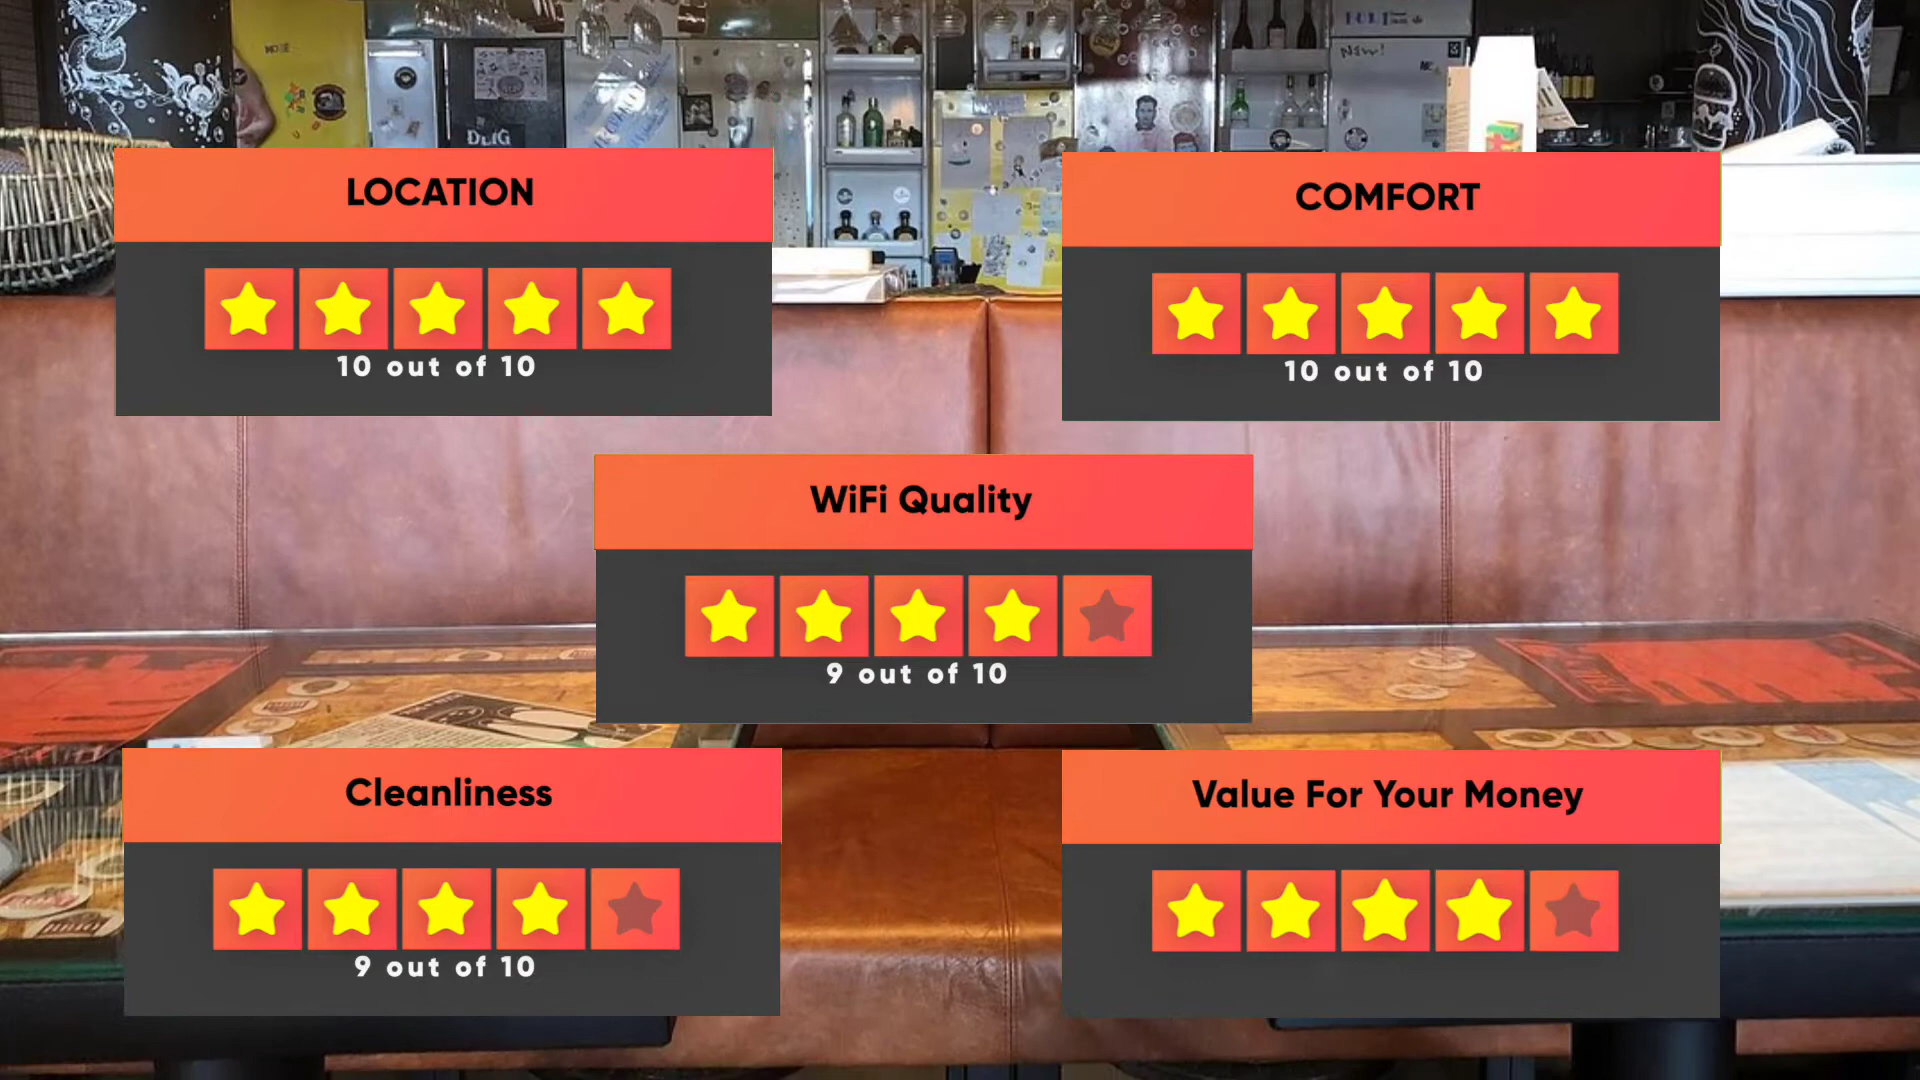 LOCATION
10 out of 10
COMFORT
10 out of 10
WiFi Quality
9 out of 10
Cleanliness
9 out of 10
Value For Your Money